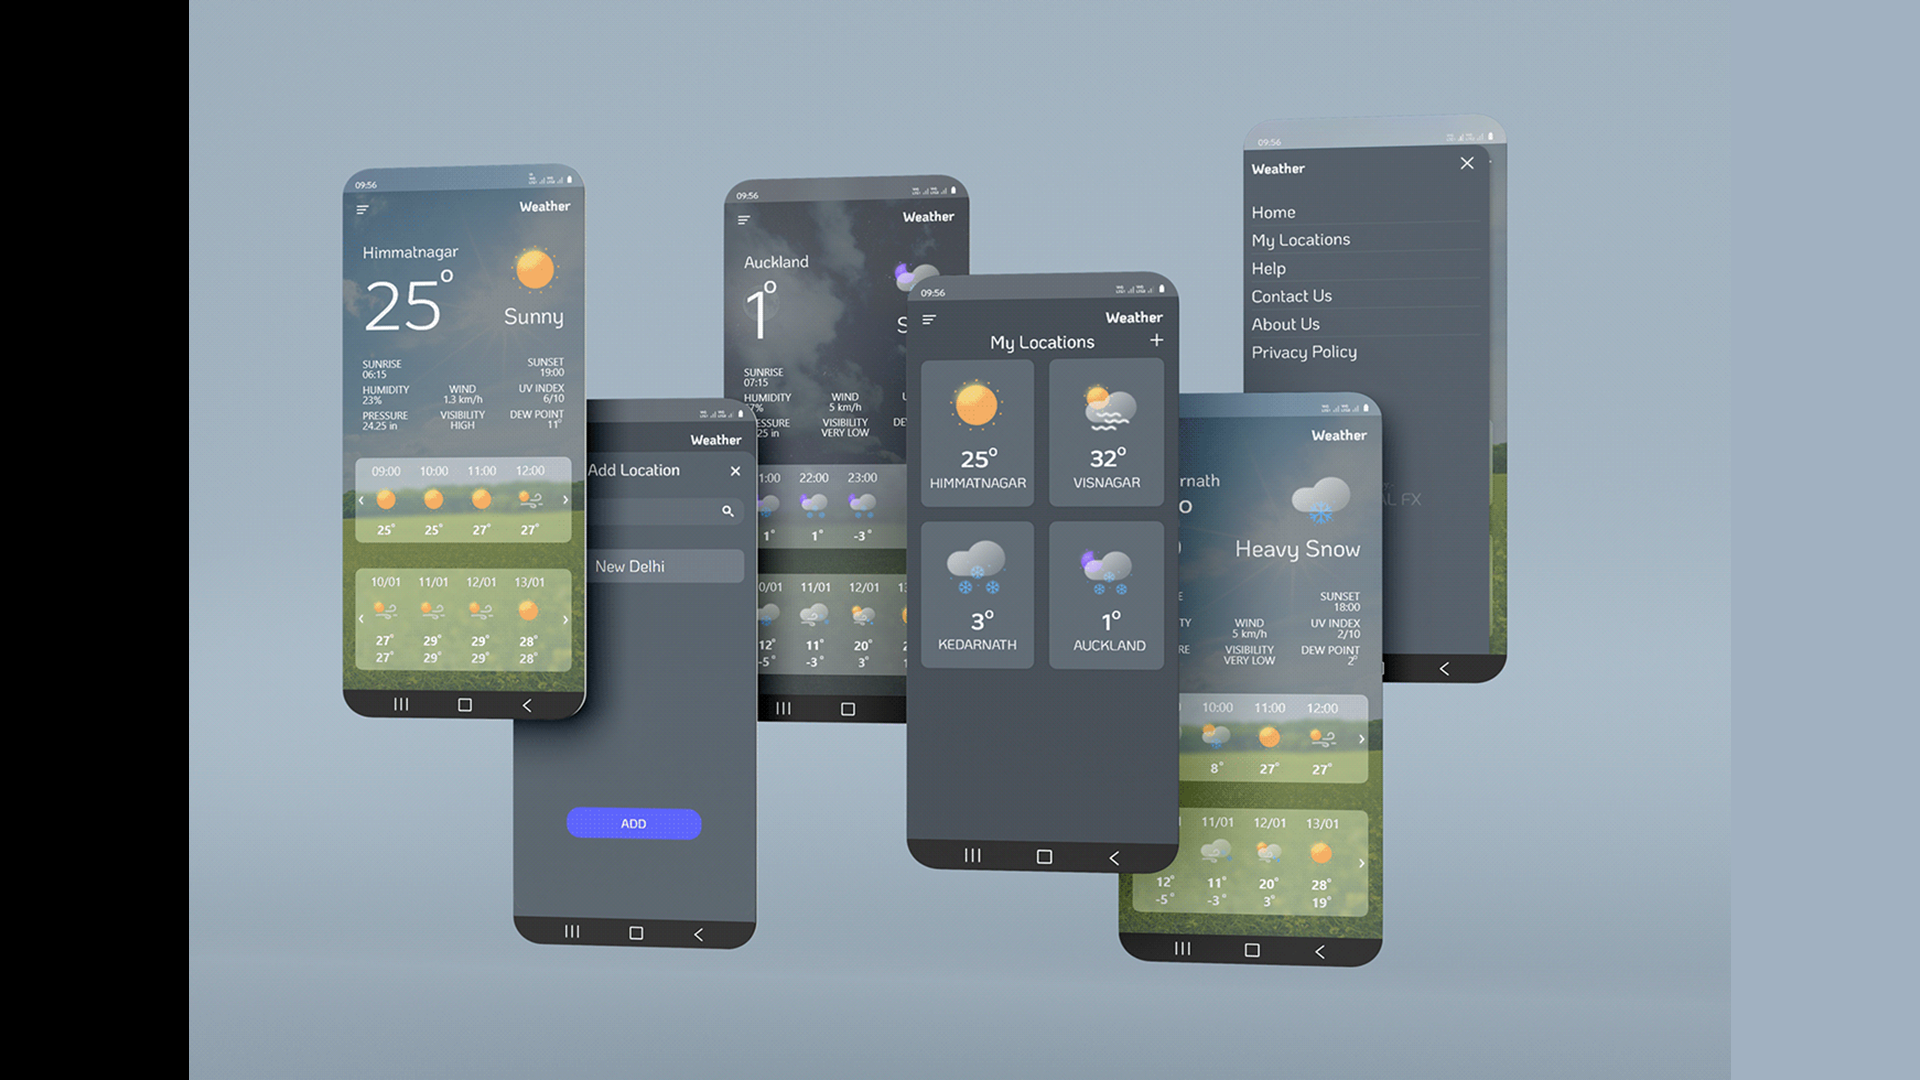 09:56
Weather
Himmatnagar
25°
Sunny
SUNRISE
06:15
SUNSET
19:00
HUMIDITY
23%
WIND
1.3 km/h
UV INDEX
6/10
PRESSURE
24.25 in
VISIBILITY
HIGH
DEW POINT
11°
09:00 10:00 11:00 12:00
25° 25° 27° 27°
10/01 11/01 12/01 13/01
27° 29° 29° 28°
27° 29° 29° 28°
Weather
Add Location
New Delhi
ADD
09:56
Weather
Auckland
1°
S
SUNRISE
07:15
HUMIDITY
7%
WIND
5 km/h
U
ESSURE
25 in
VISIBILITY
VERY LOW
DE
1:00 22:00 23:00
1° 1° -3°
0/01 11/01 12/01 1
12° 11° 20° 2
-5° -3° 3° 1
09:56
Weather
My Locations
25°
HIMMATNAGAR
32°
VISNAGAR
3°
KEDARNATH
1°
AUCKLAND
Weather
rnath
Heavy Snow
SUNSET
18:00
TY
WIND
5 km/h
UV INDEX
2/10
RE
VISIBILITY
VERY LOW
DEW POINT
2°
10:00 11:00 12:00
8° 27° 27°
11/01 12/01 13/01
12° 11° 20° 28°
-5° -3° 3° 19°
09:56
Weather
Home
My Locations
Help
Contact Us
About Us
Privacy Policy
AL FX